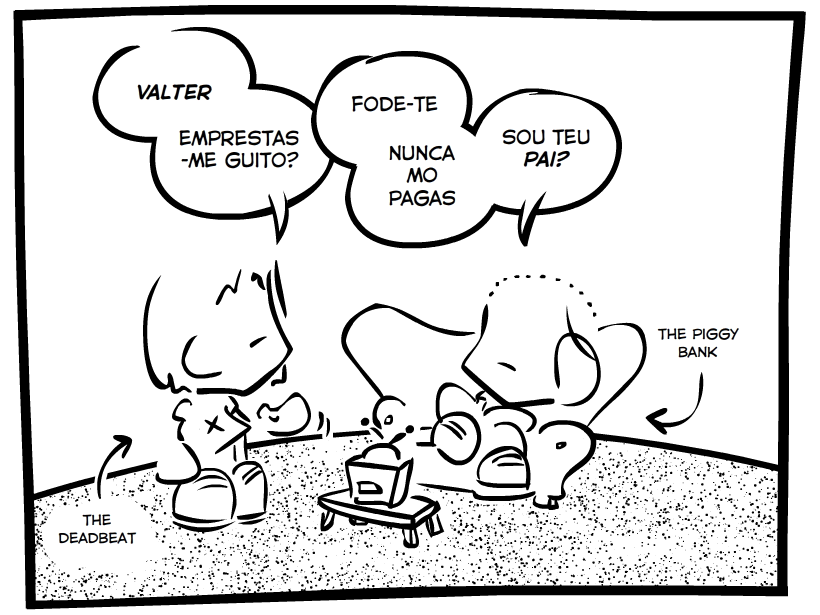 VALTER
EMPRESTAS
-ME GUITO?
FODE-TE
NUNCA
MO
PAGAS
SOU TEU
PAI?
THE PIGGY
BANK
THE
DEADBEAT